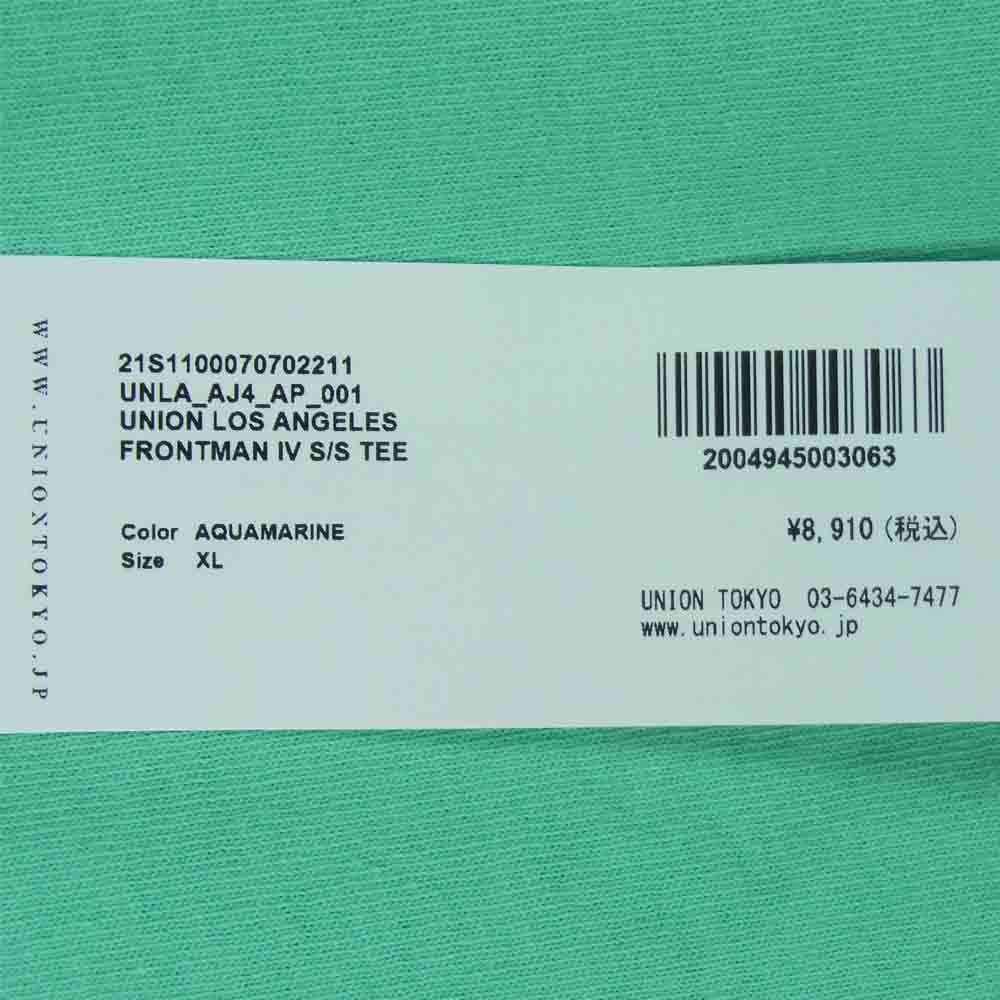 WWW.UNIONTOKYO.JP
21S1100070702211
UNLA_AJ4_AP_001
UNION LOS ANGELES
FRONTMAN IV S/S TEE
Color AQUAMARINE
Size XL
2004945003063
¥8,910 (税込)
UNION TOKYO 03-6434-7477
www.uniontokyo.jp